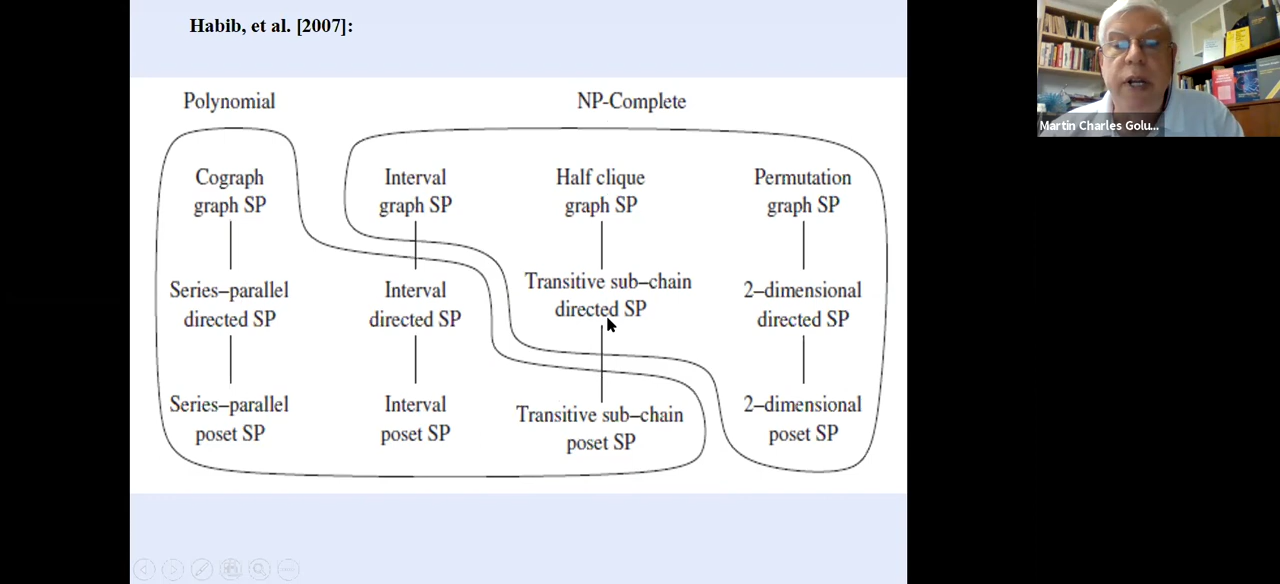 Habib, et al. [2007]:
Polynomial
NP-Complete
Cograph
graph SP
Interval
graph SP
Half clique
graph SP
Permutation
graph SP
Series–parallel
directed SP
Interval
directed SP
Transitive sub–chain
directed SP
2–dimensional
directed SP
Series–parallel
poset SP
Interval
poset SP
Transitive sub–chain
poset SP
2–dimensional
poset SP
Martin Charles Golu...